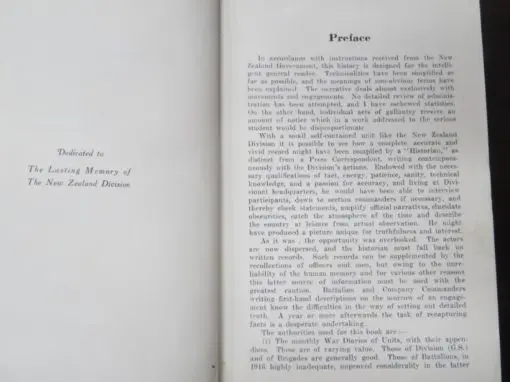 Dedicated to
The Lasting Memory of
The New Zealand Division
Preface
In accordance with instructions received from the New
Zealand Government, this history is designed for the intelli-
gent general reader. Technicalities have been simplified as
far as possible, and the meanings of non-obvious terms have
been explained. The narrative deals almost exclusively with
movements and engagements. No detailed review of adminis-
tration has been attempted, and I have eschewed statistics.
On the other hand, individual acts of gallantry receive an
amount of notice which in a work addressed to the serious
student would be disproportionate.
With a small self-contained unit like the New Zealand
Division it is possible to see how a complete accurate and
vivid record might have been compiled by a "Historian," as
distinct from a Press Correspondent, writing contempora-
neously with the Division's actions. Endowed with the neces-
sary qualifications of tact, energy, patience, sanity, technical
knowledge, and a passion for accuracy, and living at Divi-
sional headquarters, he would have been able to interview
participants, down to section commanders if necessary, and
thereby check statements, amplify official narratives, elucidate
obscurities, catch the atmosphere of the time and describe
the country at leisure from actual observation. He might
have produced a picture unique for truthfulness and interest.
As it was, the opportunity was overlooked. The actors
are now dispersed, and the historian must fall back on
written records. Such records can be supplemented by the
recollections of officers and men, but owing to the unre-
liability of the human memory and for various other reasons
this latter source of information must be used with the
greatest caution. Battalion and Company Commanders
writing first-hand descriptions on the morrow of an engage-
ment knew the difficulties in the way of setting out detailed
truth. A year or more afterwards the task of recapturing
facts is a desperate undertaking.
The authorities used for this book are:—
(i) The monthly War Diaries of Units, with their appen-
dices. These are of varying value. Those of Division (G.S.)
and of Brigades are generally good. Those of Battalions, in
1916 highly inadequate, improved considerably in the latter